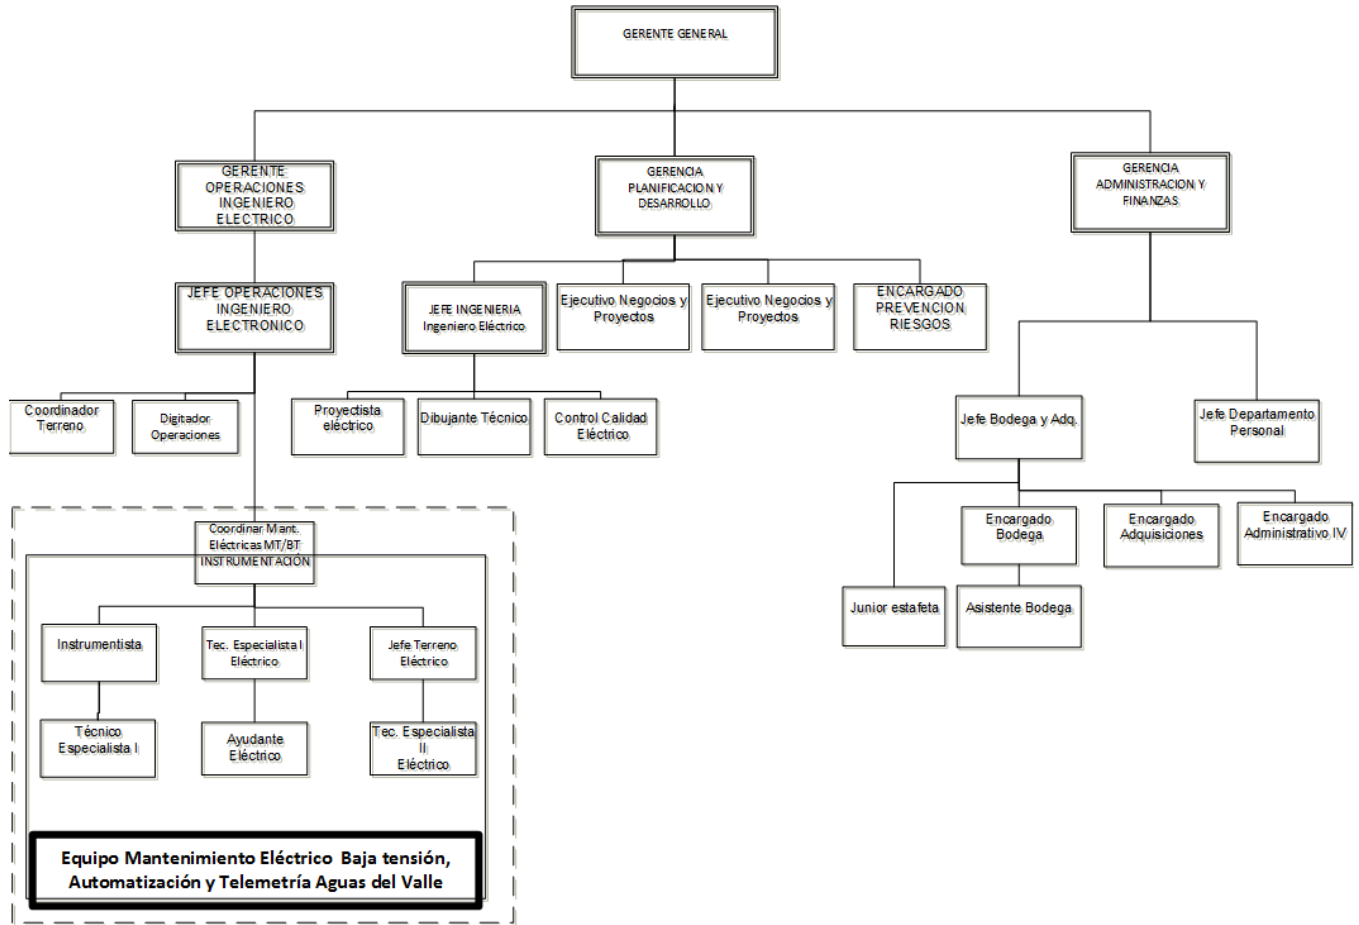 GERENTE GENERAL
GERENTE
OPERACIONES
INGENIERO
ELECTRICO
GERENCIA
PLANIFICACION Y
DESARROLLO
GERENCIA
ADMINISTRACION Y
FINANZAS
JEFE OPERACIONES
INGENIERO
ELECTRONICO
JEFE INGENIERIA
Ingeniero Eléctrico
Ejecutivo Negocios y
Proyectos
Ejecutivo Negocios y
Proyectos
ENCARGADO
PREVENCION
RIESGOS
Coordinador
Terreno
Digitador
Operaciones
Proyectista
eléctrico
Dibujante Técnico
Control Calidad
Eléctrico
Jefe Bodega y Adq.
Jefe Departamento
Personal
Coordinar Mant.
Eléctricas MT/BT
INSTRUMENTACIÓN
Encargado
Bodega
Encargado
Adquisiciones
Encargado
Administrativo IV
Junior estafeta
Asistente Bodega
Instrumentista
Tec. Especialista I
Eléctrico
Jefe Terreno
Eléctrico
Técnico
Especialista I
Ayudante
Eléctrico
Tec. Especialista
II
Eléctrico
Equipo Mantenimiento Eléctrico Baja tensión,
Automatización y Telemetría Aguas del Valle